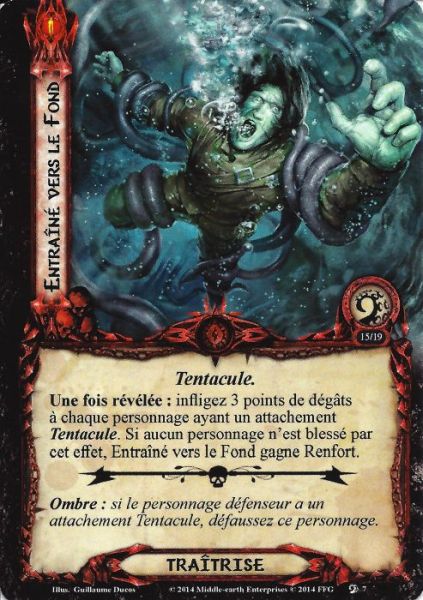 ENTRAÎNÉ VERS LE FOND
15/19
Tentacule.
Une fois révélée : infligez 3 points de dégâts
à chaque personnage ayant un attachement
Tentacule. Si aucun personnage n'est blessé par
cet effet, Entraîné vers le Fond gagne Renfort.
Ombre : si le personnage défenseur a un
attachement Tentacule, défaussez ce personnage.
TRAÎTRISE
Illus. Guillaume Ducos © 2014 Middle-earth Enterprises © 2014 FFG 7